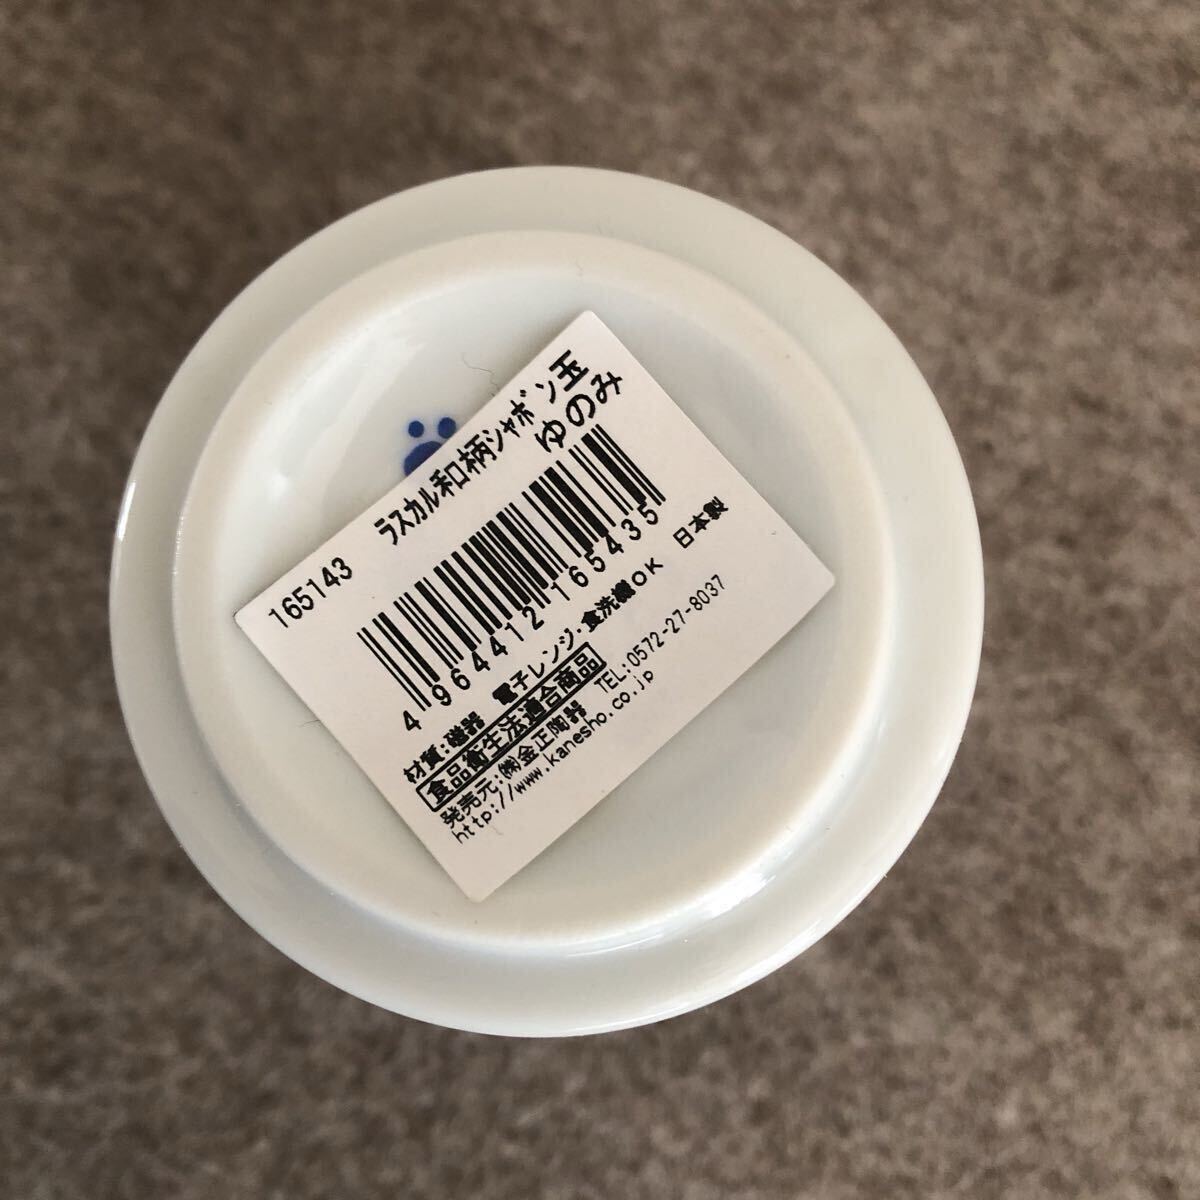 165143
ﾗｽｶﾙ和柄ｼｬﾎﾞﾝ玉
ゆのみ
4964412165435
材質:磁器 電子レンジ・食洗機OK 日本製
食品衛生法適合商品
発売元:㈱金正陶器 TEL:0572-27-8037
http://www.kanesho.co.jp